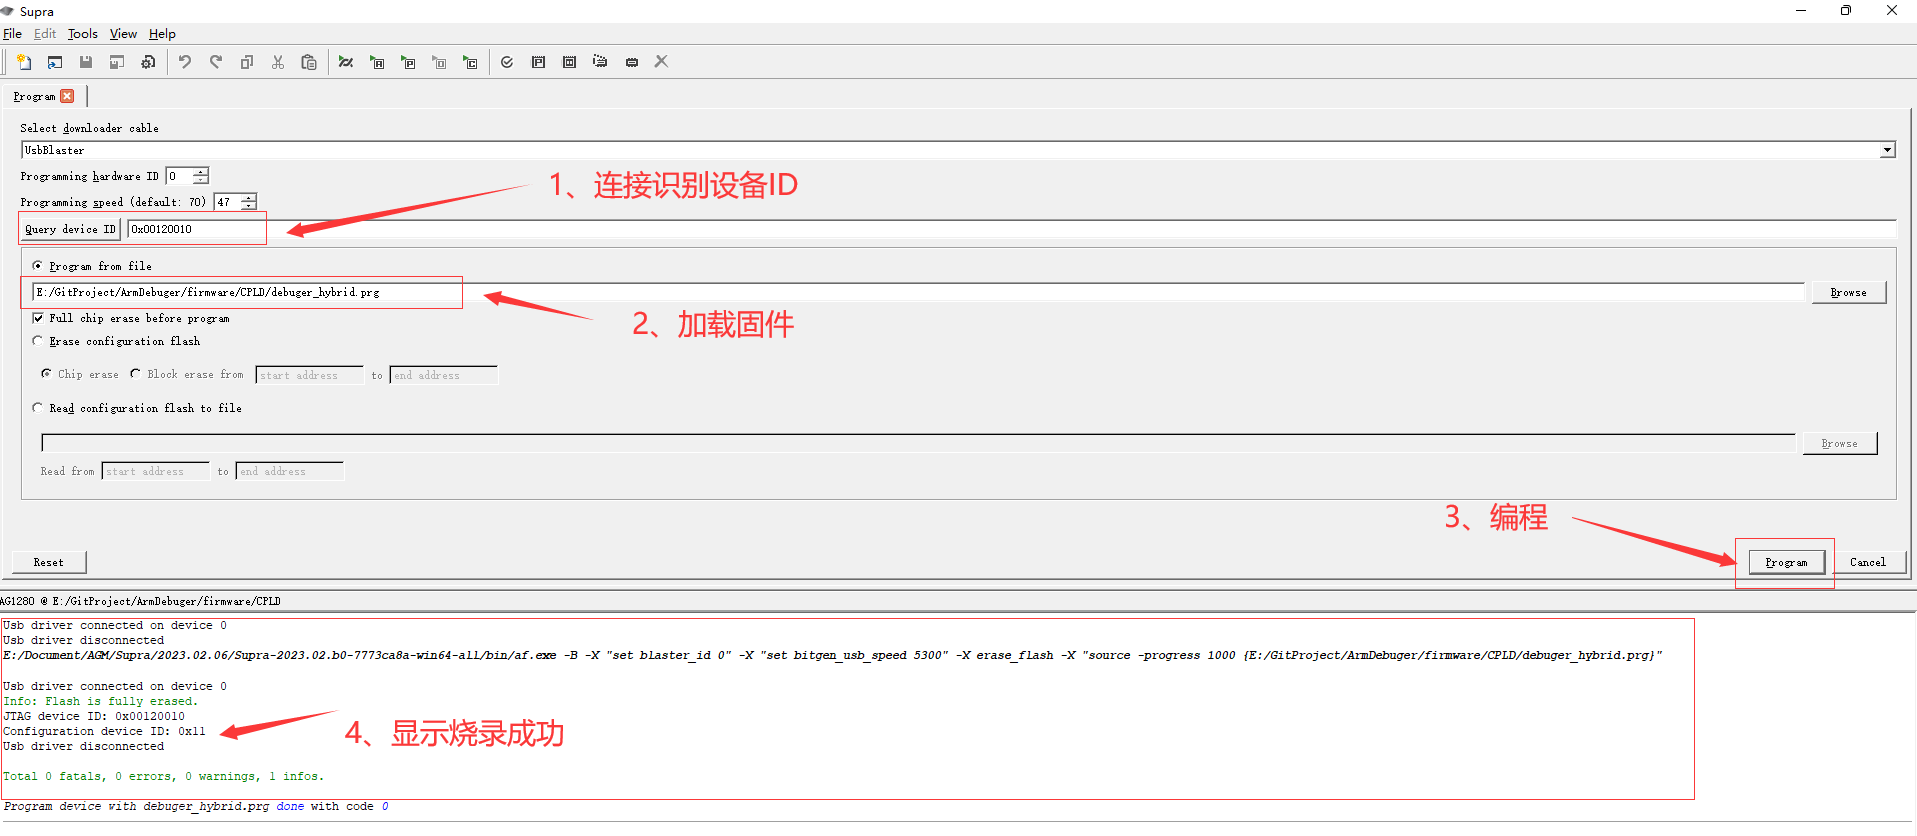 Supra
File Edit Tools View Help
Program
Select downloader cable
UsbBlaster
Programming hardware ID 0
1、连接识别设备ID
Programming speed (default: 70) 47
Query device ID 0x00120010
Program from file
E:/GitProject/ArmDebuger/firmware/CPLD/debuger_hybrid.prg Browse
2、加载固件
Full chip erase before program
Erase configuration flash
Chip erase Block erase from start address to end address
Read configuration flash to file
Browse
Read from start address to end address
3、编程
Reset Program Cancel
AG1280 @ E:/GitProject/ArmDebuger/firmware/CPLD
Usb driver connected on device 0
Usb driver disconnected
E:/Document/AGM/Supra/2023.02.06/Supra-2023.02.b0-7773ca8a-win64-all/bin/af.exe -B -X "set blaster_id 0" -X "set bitgen_usb_speed 5300" -X erase_flash -X "source -progress 1000 {E:/GitProject/ArmDebuger/firmware/CPLD/debuger_hybrid.prg}"
Usb driver connected on device 0
Info: Flash is fully erased.
JTAG device ID: 0x00120010
Configuration device ID: 0x11
4、显示烧录成功
Usb driver disconnected
Total 0 fatals, 0 errors, 0 warnings, 1 infos.
Program device with debuger_hybrid.prg done with code 0